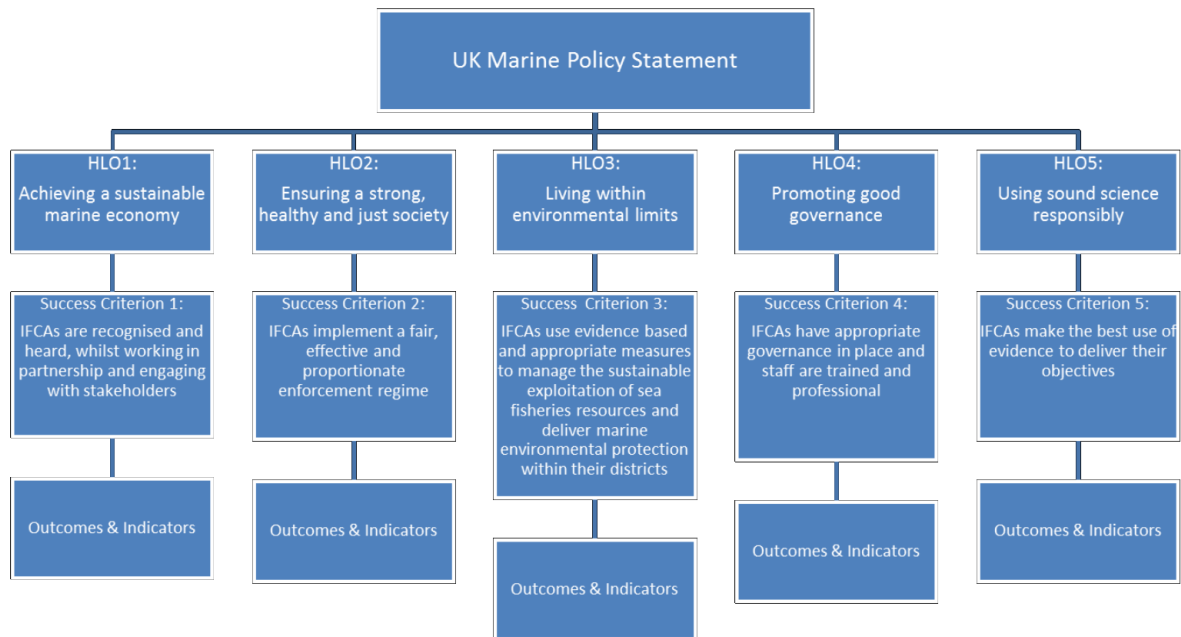 UK Marine Policy Statement
HLO1:
Achieving a sustainable
marine economy
HLO2:
Ensuring a strong,
healthy and just society
HLO3:
Living within
environmental limits
HLO4:
Promoting good
governance
HLO5:
Using sound science
responsibly
Success Criterion 1:
IFCAs are recognised and
heard, whilst working in
partnership and engaging
with stakeholders
Success Criterion 2:
IFCAs implement a fair,
effective and
proportionate
enforcement regime
Success Criterion 3:
IFCAs use evidence based
and appropriate measures
to manage the sustainable
exploitation of sea
fisheries resources and
deliver marine
environmental protection
within their districts
Success Criterion 4:
IFCAs have appropriate
governance in place and
staff are trained and
professional
Success Criterion 5:
IFCAs make the best use of
evidence to deliver their
objectives
Outcomes & Indicators
Outcomes & Indicators
Outcomes & Indicators
Outcomes & Indicators
Outcomes & Indicators